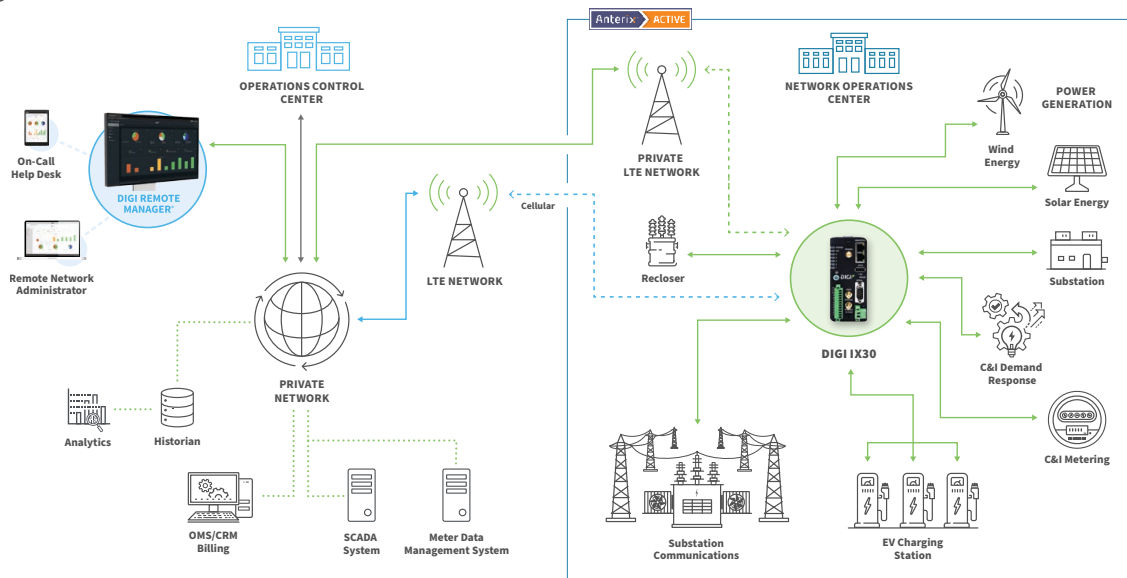 Anterix ACTIVE
OPERATIONS CONTROL
CENTER
NETWORK OPERATIONS
CENTER
POWER
GENERATION
On-Call
Help Desk
DIGI REMOTE
MANAGER®
PRIVATE
LTE NETWORK
Wind
Energy
Cellular
Solar Energy
Remote Network
Administrator
LTE NETWORK
Recloser
DIGI
Substation
PRIVATE
NETWORK
DIGI IX30
C&I Demand
Response
Analytics
Historian
C&I Metering
OMS/CRM
Billing
SCADA
System
Meter Data
Management System
Substation
Communications
EV Charging
Station